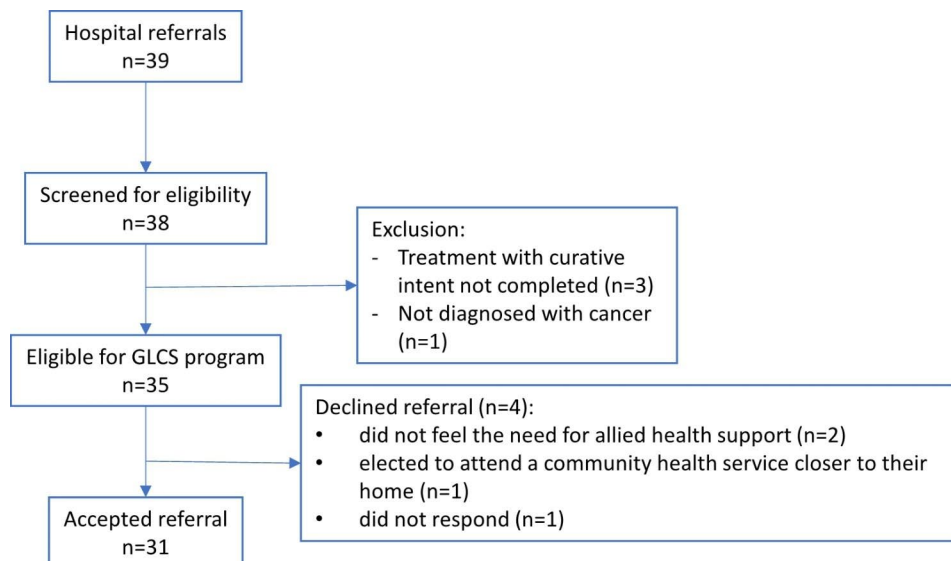 Hospital referrals
n=39
Screened for eligibility
n=38
Exclusion:
- Treatment with curative
intent not completed (n=3)
- Not diagnosed with cancer
(n=1)
Eligible for GLCS program
n=35
Declined referral (n=4):
• did not feel the need for allied health support (n=2)
• elected to attend a community health service closer to their
home (n=1)
• did not respond (n=1)
Accepted referral
n=31